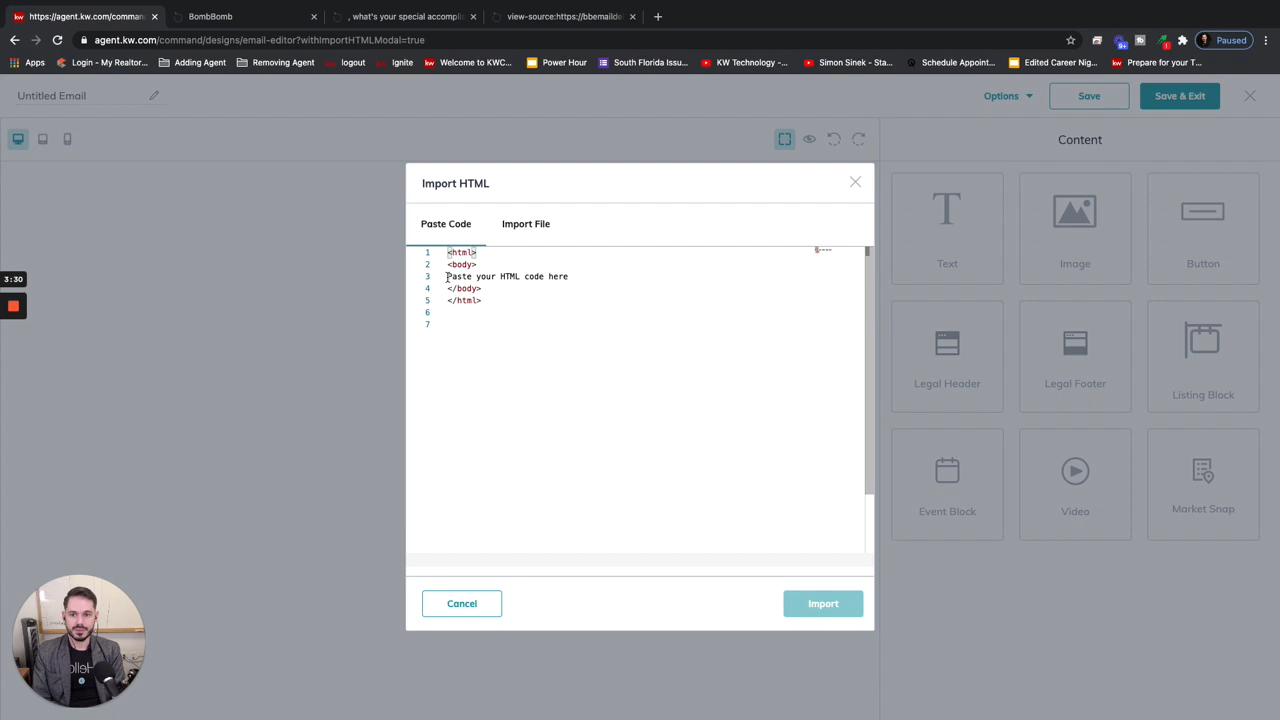 https://agent.kw.com/comman
BombBomb
, what's your special accomplis
view-source:https://bbemaildel
agent.kw.com/command/designs/email-editor?withImportHTMLModal=true
Paused
Apps
Login - My Realtor...
Adding Agent
Removing Agent
logout
Ignite
Welcome to KWC...
Power Hour
South Florida Issu...
KW Technology -...
Simon Sinek - Sta...
Schedule Appoint...
Edited Career Nig...
Prepare for your T...
Untitled Email
Options
Save
Save & Exit
Content
Import HTML
Paste Code
Import File
1 <html>
2 <body>
3 Paste your HTML code here
4 </body>
5 </html>
6
7
3:30
Text
Image
Button
Legal Header
Legal Footer
Listing Block
Event Block
Video
Market Snap
Cancel
Import
Hello